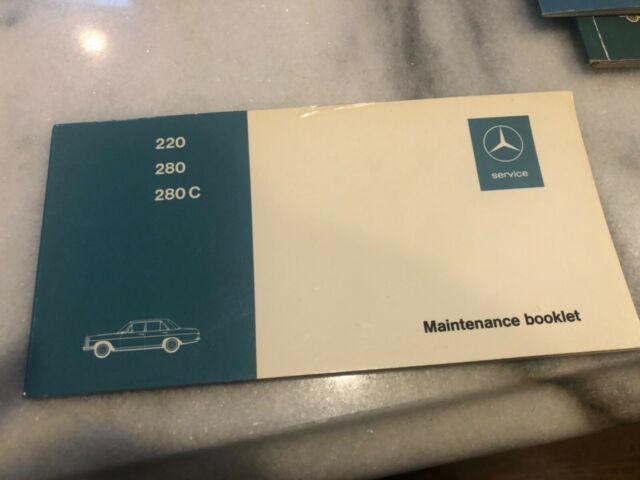 220
280
280 C
service
Maintenance booklet